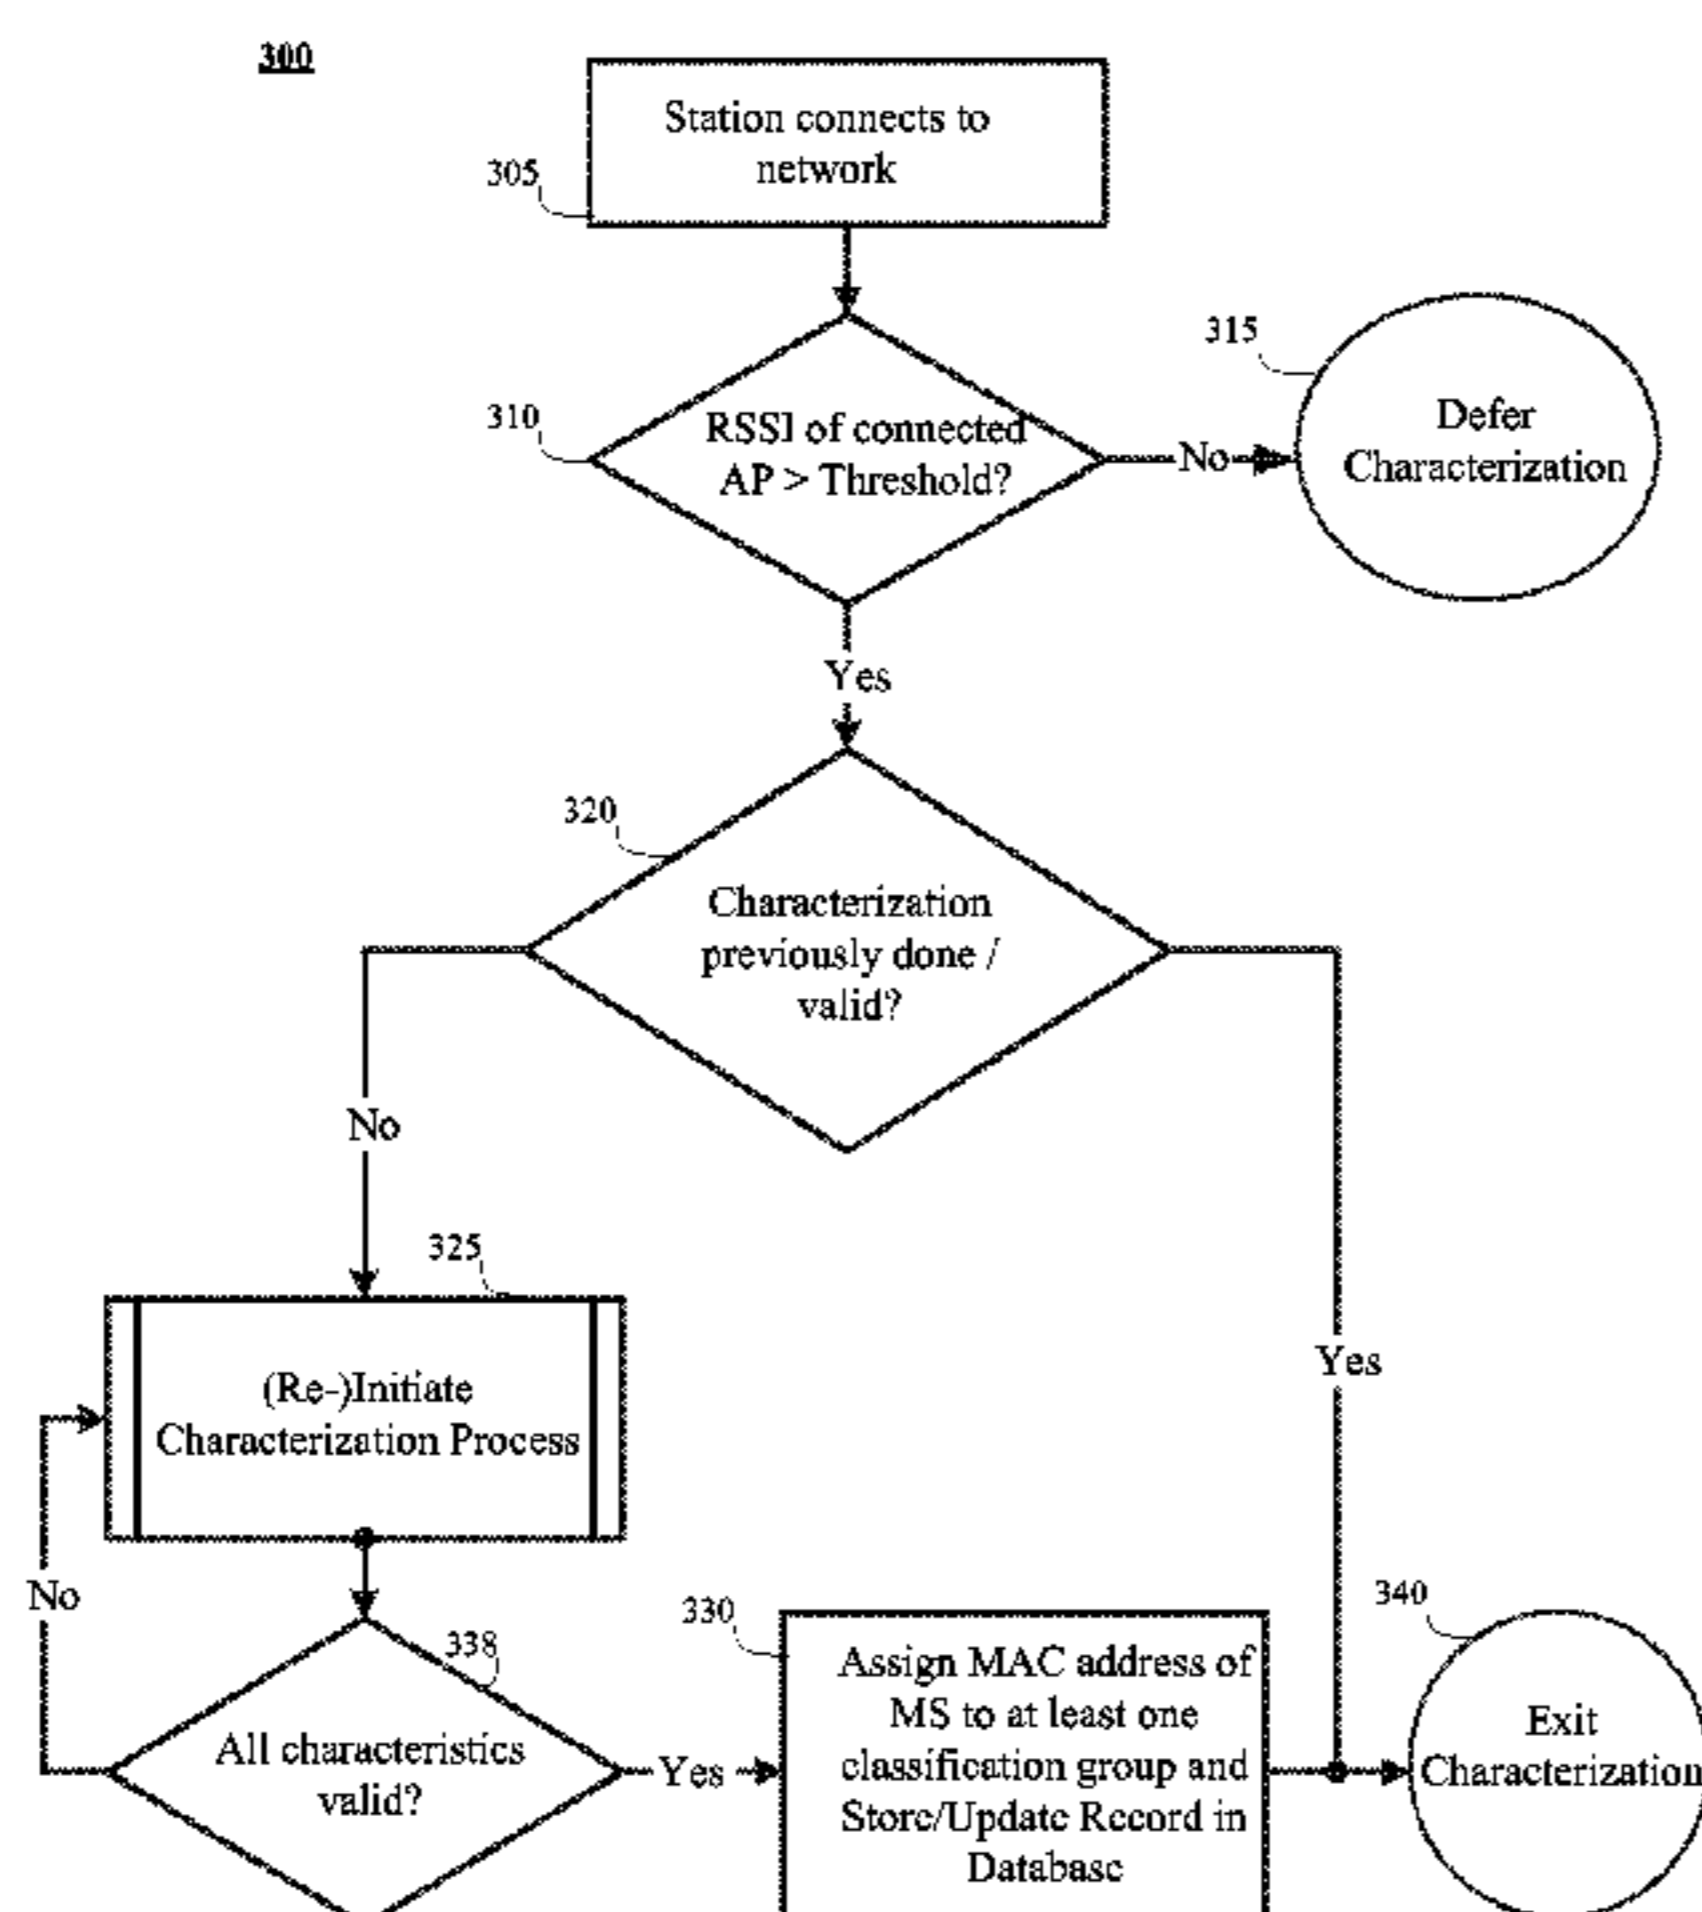 300
Station connects to
network
305
315
310
RSSI of connected
AP > Threshold?
No
Defer
Characterization
Yes
320
Characterization
previously done /
valid?
No
325
Yes
(Re-)Initiate
Characterization Process
No
338
330
340
All characteristics
valid?
Yes
Assign MAC address of
MS to at least one
classification group and
Store/Update Record in
Database
Exit
Characterization